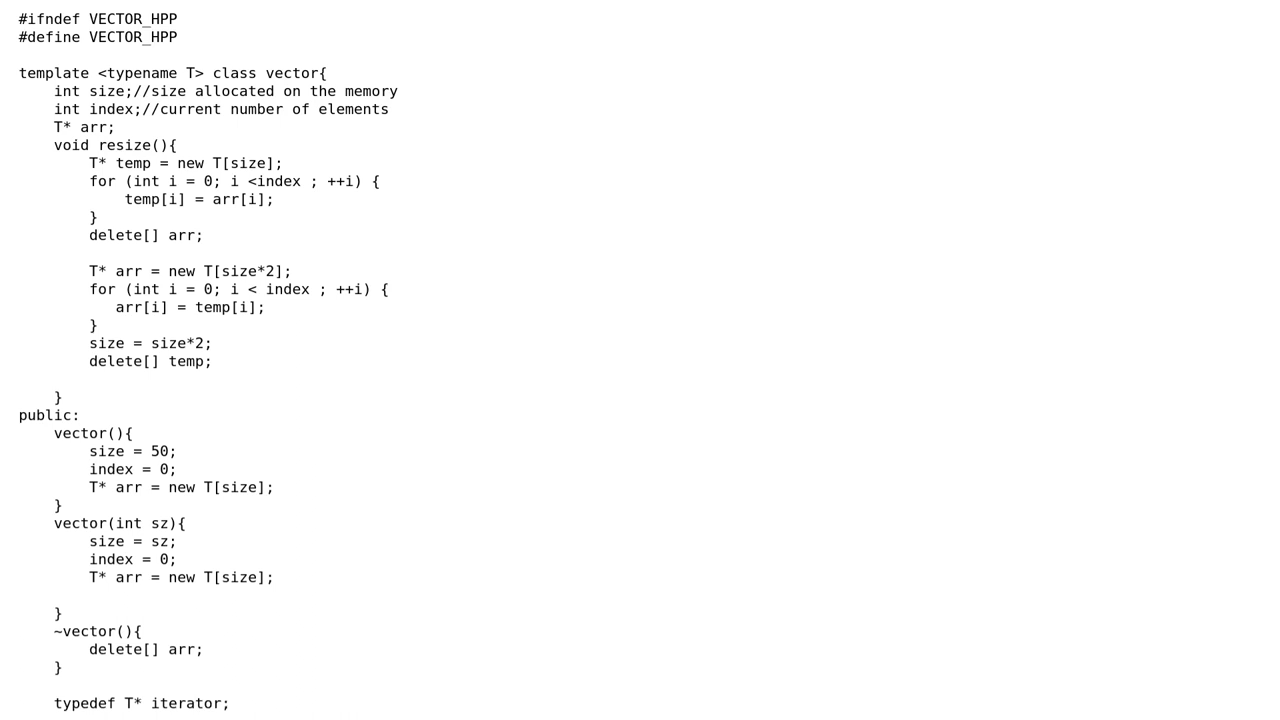 #ifndef VECTOR_HPP
#define VECTOR_HPP

template <typename T> class vector{
    int size;//size allocated on the memory
    int index;//current number of elements
    T* arr;
    void resize(){
        T* temp = new T[size];
        for (int i = 0; i <index ; ++i) {
            temp[i] = arr[i];
        }
        delete[] arr;

        T* arr = new T[size*2];
        for (int i = 0; i < index ; ++i) {
           arr[i] = temp[i];
        }
        size = size*2;
        delete[] temp;

    }
public:
    vector(){
        size = 50;
        index = 0;
        T* arr = new T[size];
    }
    vector(int sz){
        size = sz;
        index = 0;
        T* arr = new T[size];

    }
    ~vector(){
        delete[] arr;
    }

    typedef T* iterator;